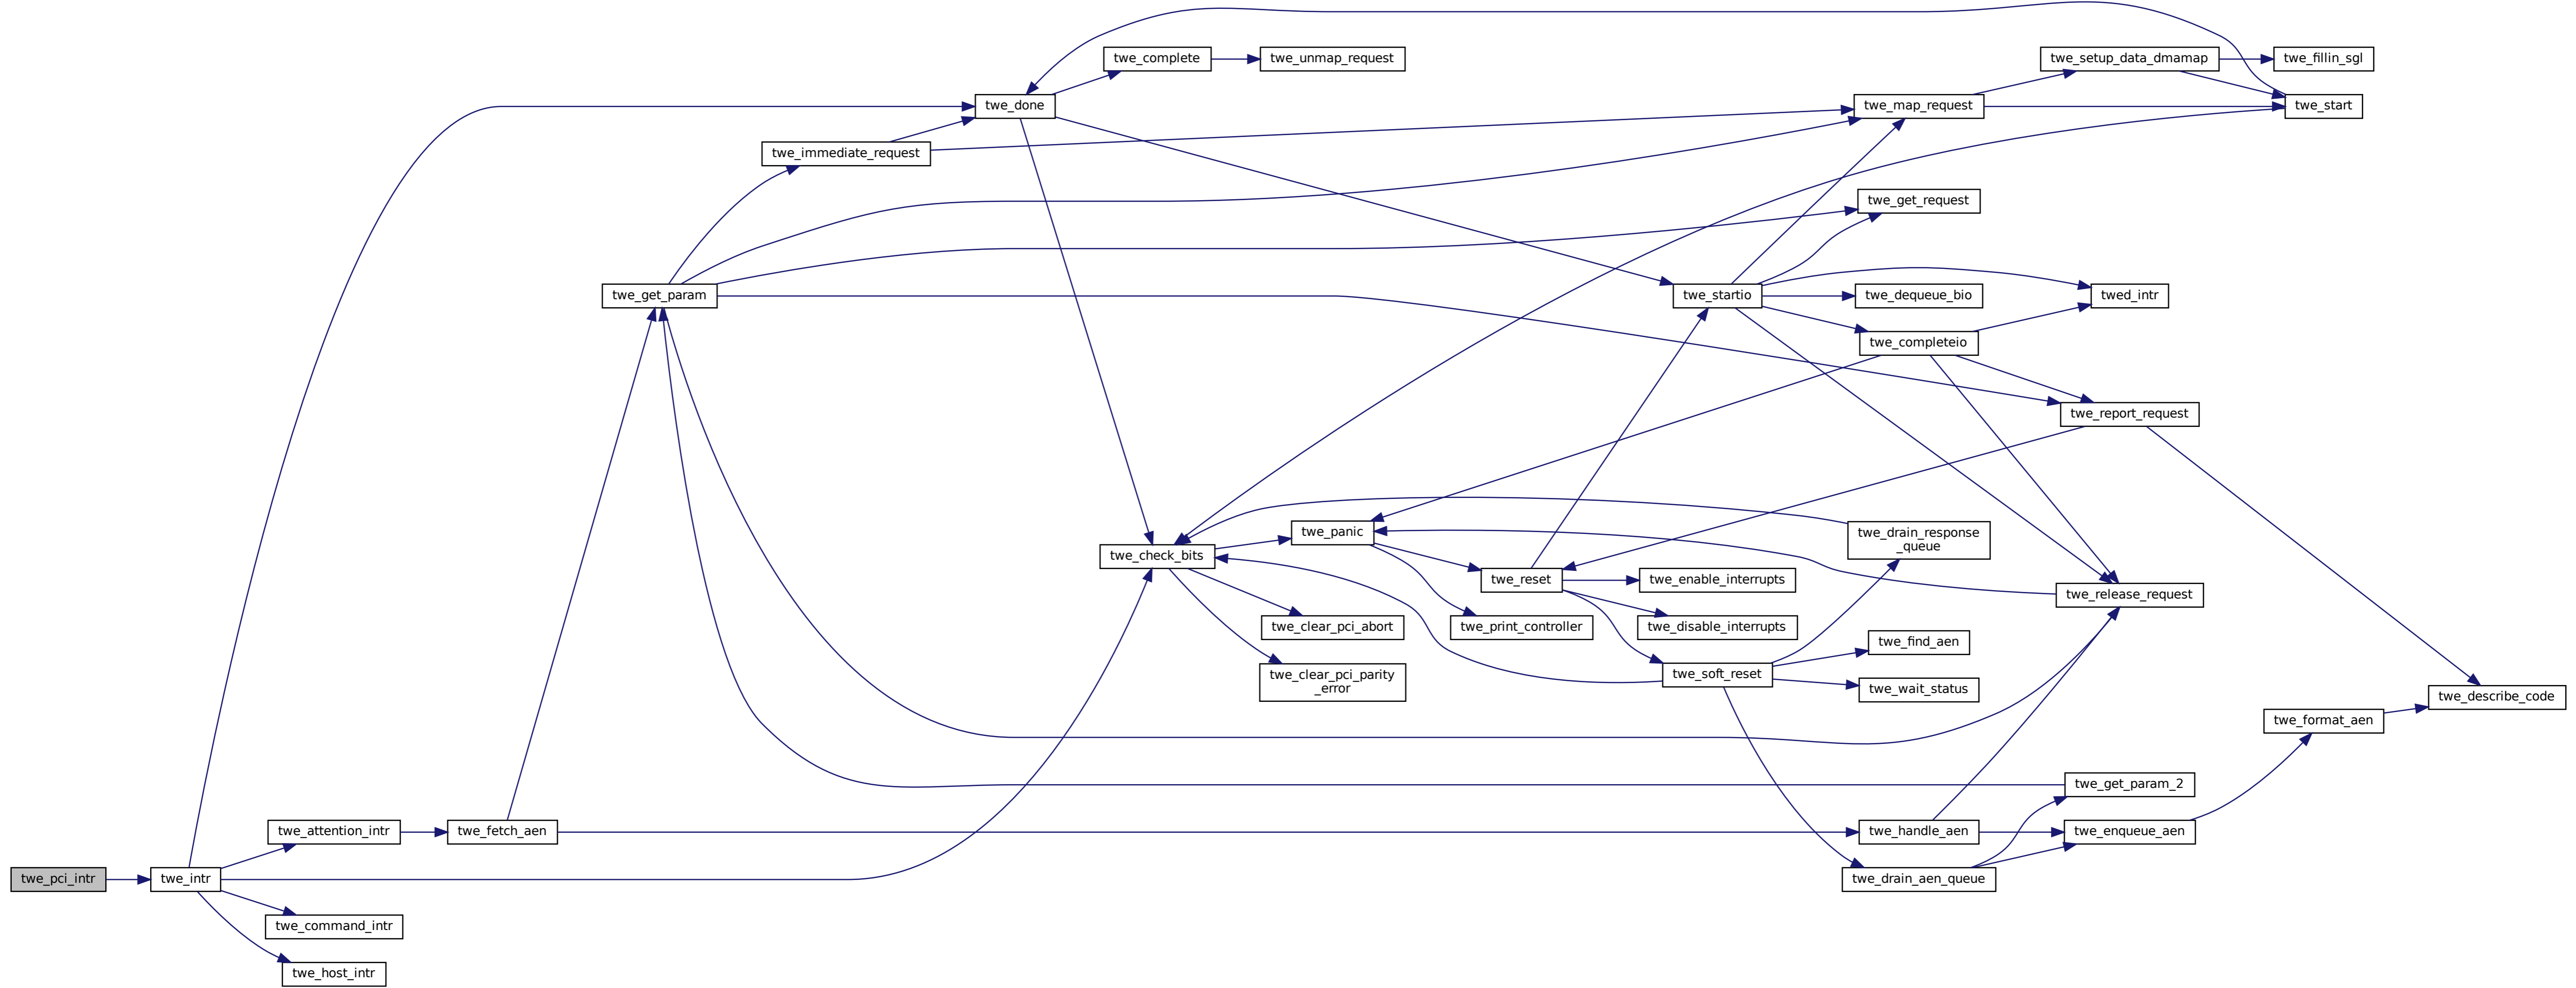 twe_complete
twe_unmap_request
twe_setup_data_dmamap
twe_fillin_sgl
twe_done
twe_map_request
twe_start
twe_immediate_request
twe_get_request
twe_get_param
twe_startio
twe_dequeue_bio
twed_intr
twe_completeio
twe_report_request
twe_panic
twe_drain_response
_queue
twe_check_bits
twe_reset
twe_enable_interrupts
twe_release_request
twe_clear_pci_abort
twe_print_controller
twe_disable_interrupts
twe_find_aen
twe_clear_pci_parity
_error
twe_soft_reset
twe_wait_status
twe_describe_code
twe_format_aen
twe_get_param_2
twe_attention_intr
twe_fetch_aen
twe_handle_aen
twe_enqueue_aen
twe_pci_intr
twe_intr
twe_drain_aen_queue
twe_command_intr
twe_host_intr